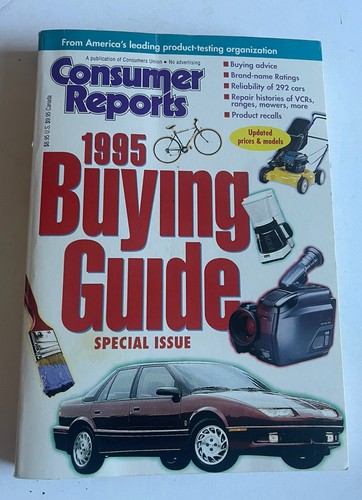 From America's leading product-testing organization
A publication of Consumers Union • No advertising
Consumer
Reports
■ Buying advice
■ Brand-name Ratings
■ Reliability of 292 cars
■ Repair histories of VCRs,
ranges, mowers, more
■ Product recalls
Updated
prices & models
$8.95 U.S. $9.95 Canada
1995
Buying
Guide
SPECIAL ISSUE